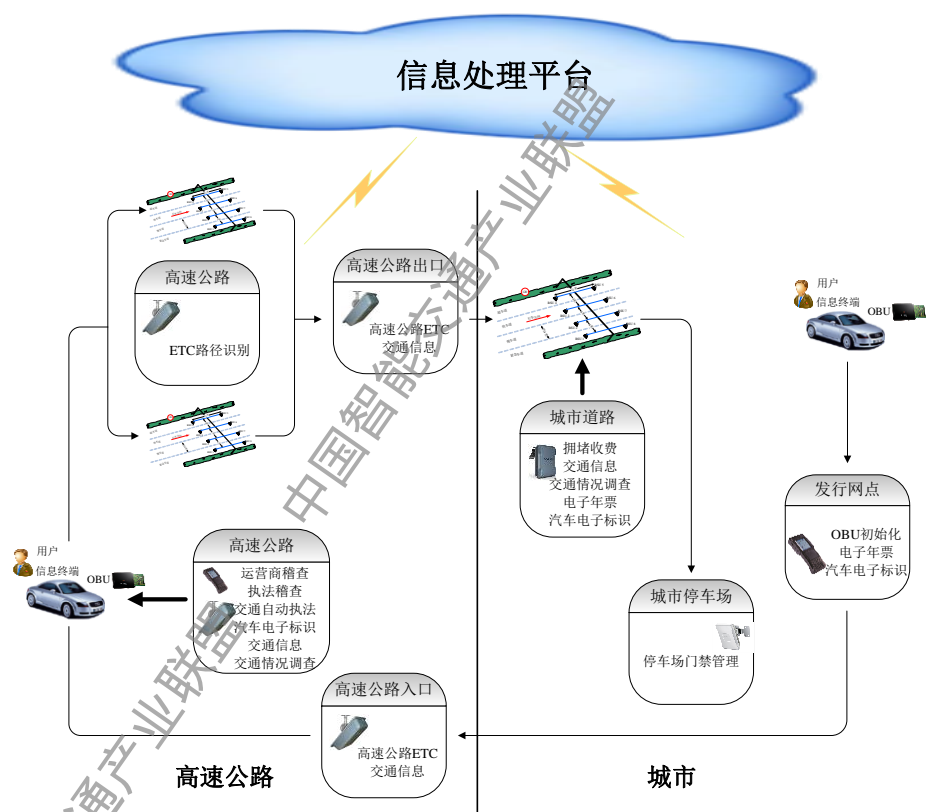 信息处理平台
高速公路
ETC路径识别
高速公路出口
高速公路ETC
交通信息
用户
信息终端
OBU
城市道路
拥堵收费
交通信息
交通情况调查
电子年票
汽车电子标识
发行网点
OBU初始化
电子年票
汽车电子标识
用户
信息终端
OBU
高速公路
运营商稽查
执法稽查
交通自动执法
汽车电子标识
交通信息
交通情况调查
城市停车场
停车场门禁管理
高速公路入口
高速公路ETC
交通信息
高速公路
城市
中国智能交通产业联盟
通产业联盟